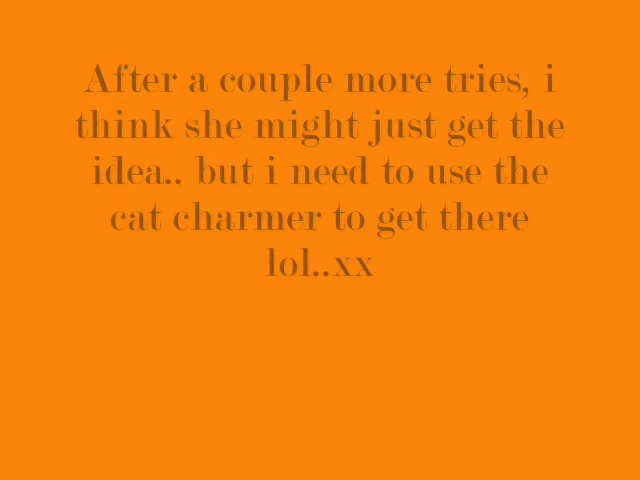 After a couple more tries, i
think she might just get the
idea.. but i need to use the
cat charmer to get there
lol..xx